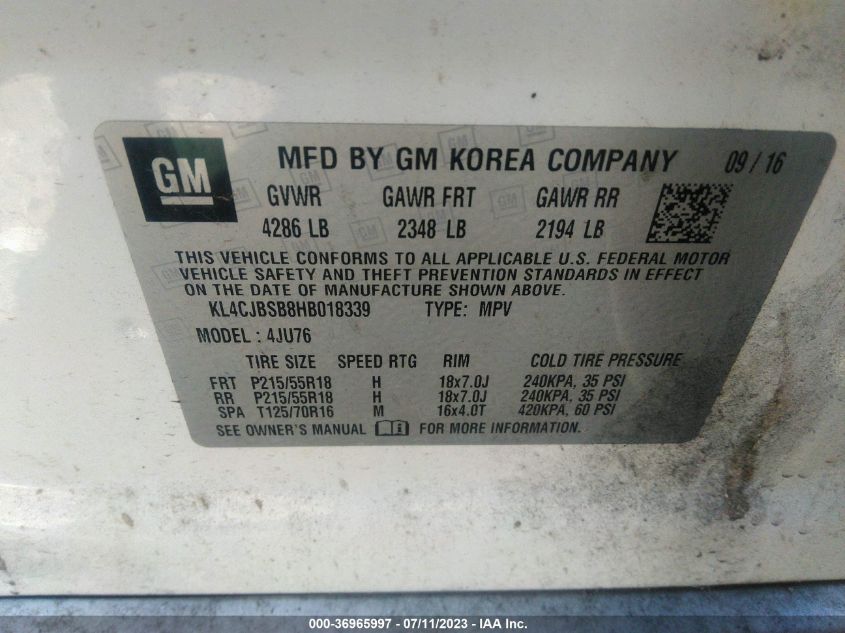 GM
MFD BY GM KOREA COMPANY 09/16
GVWR GAWR FRT GAWR RR
4286 LB 2348 LB 2194 LB
THIS VEHICLE CONFORMS TO ALL APPLICABLE U.S. FEDERAL MOTOR
VEHICLE SAFETY AND THEFT PREVENTION STANDARDS IN EFFECT
ON THE DATE OF MANUFACTURE SHOWN ABOVE.
KL4CJBSB8HB018339 TYPE: MPV
MODEL: 4JU76
TIRE SIZE SPEED RTG RIM COLD TIRE PRESSURE
FRT P215/55R18 H 18x7.0J 240KPA, 35 PSI
RR P215/55R18 H 18x7.0J 240KPA, 35 PSI
SPA T125/70R16 M 16x4.0T 420KPA, 60 PSI
SEE OWNER'S MANUAL FOR MORE INFORMATION.
000-36965997 - 07/11/2023 - IAA Inc.